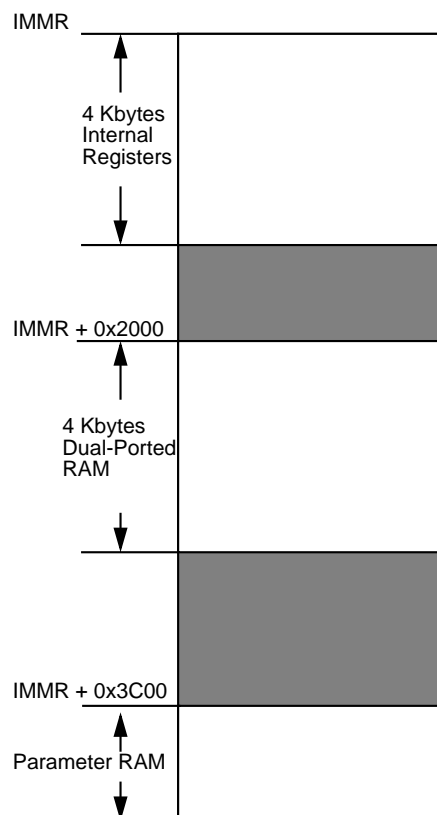 IMMR
4 Kbytes
Internal
Registers
IMMR + 0x2000
4 Kbytes
Dual-Ported
RAM
IMMR + 0x3C00
Parameter RAM